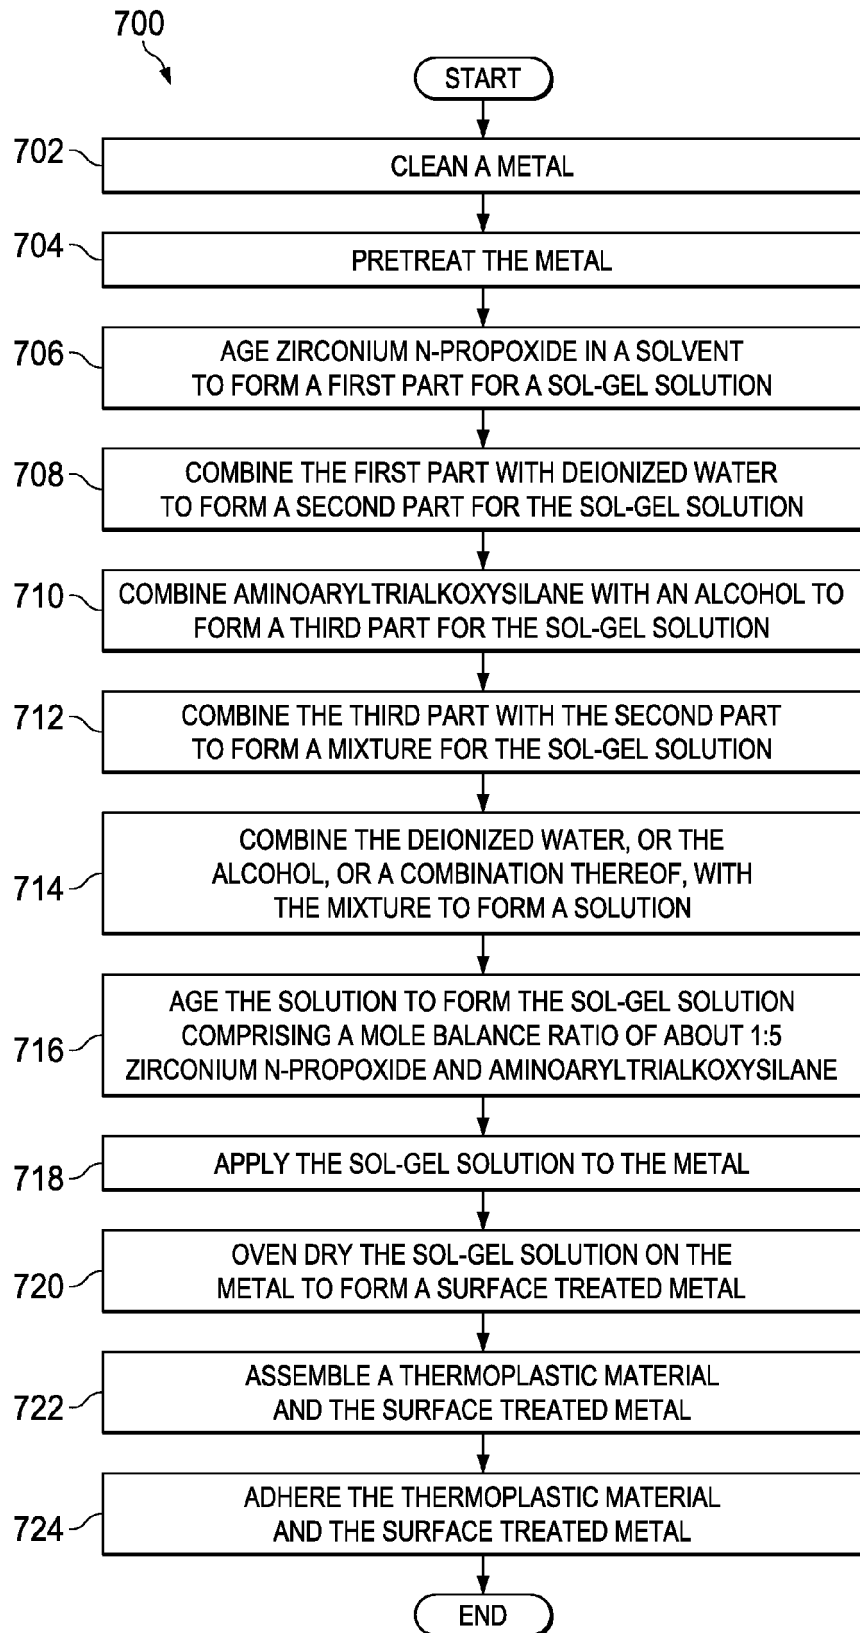 700
START
702
CLEAN A METAL
704
PRETREAT THE METAL
706
AGE ZIRCONIUM N-PROPOXIDE IN A SOLVENT
TO FORM A FIRST PART FOR A SOL-GEL SOLUTION
708
COMBINE THE FIRST PART WITH DEIONIZED WATER
TO FORM A SECOND PART FOR THE SOL-GEL SOLUTION
710
COMBINE AMINOARYLTRIALKOXYSILANE WITH AN ALCOHOL TO
FORM A THIRD PART FOR THE SOL-GEL SOLUTION
712
COMBINE THE THIRD PART WITH THE SECOND PART
TO FORM A MIXTURE FOR THE SOL-GEL SOLUTION
714
COMBINE THE DEIONIZED WATER, OR THE
ALCOHOL, OR A COMBINATION THEREOF, WITH
THE MIXTURE TO FORM A SOLUTION
716
AGE THE SOLUTION TO FORM THE SOL-GEL SOLUTION
COMPRISING A MOLE BALANCE RATIO OF ABOUT 1:5
ZIRCONIUM N-PROPOXIDE AND AMINOARYLTRIALKOXYSILANE
718
APPLY THE SOL-GEL SOLUTION TO THE METAL
720
OVEN DRY THE SOL-GEL SOLUTION ON THE
METAL TO FORM A SURFACE TREATED METAL
722
ASSEMBLE A THERMOPLASTIC MATERIAL
AND THE SURFACE TREATED METAL
724
ADHERE THE THERMOPLASTIC MATERIAL
AND THE SURFACE TREATED METAL
END